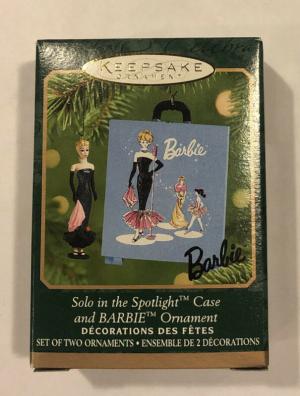 KEEPSAKE
ORNAMENT
Barbie
Barbie
Solo in the Spotlight™ Case
and BARBIE™ Ornament
DÉCORATIONS DES FÊTES
SET OF TWO ORNAMENTS • ENSEMBLE DE 2 DÉCORATIONS